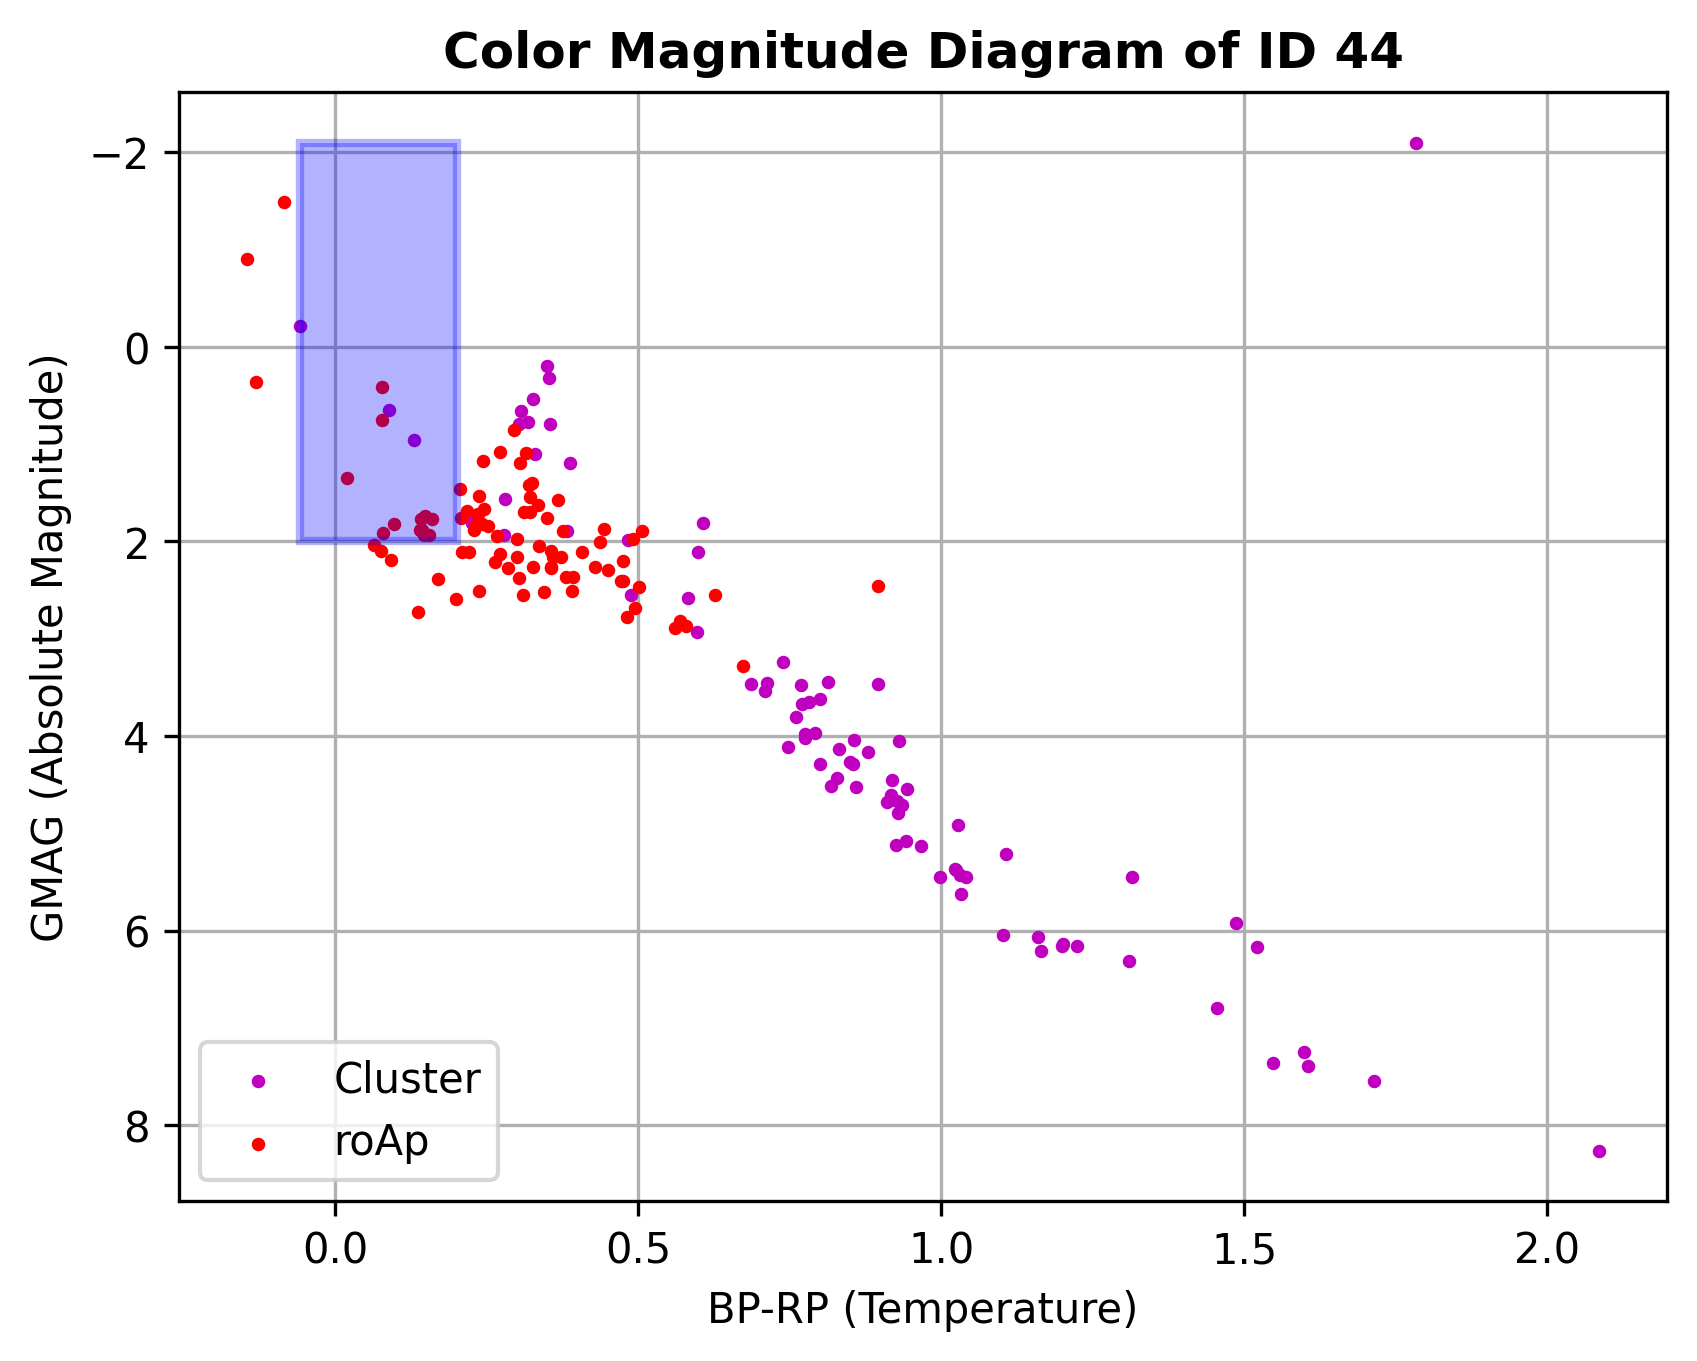 Color Magnitude Diagram of ID 44
GMAG (Absolute Magnitude)
−2
0
2
4
6
8
Cluster
roAp
0.0 0.5 1.0 1.5 2.0
BP-RP (Temperature)